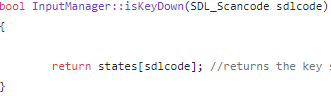 bool InputManager::isKeyDown(SDL_Scancode sdlcode)
{
return states[sdlcode]; //returns the key
}